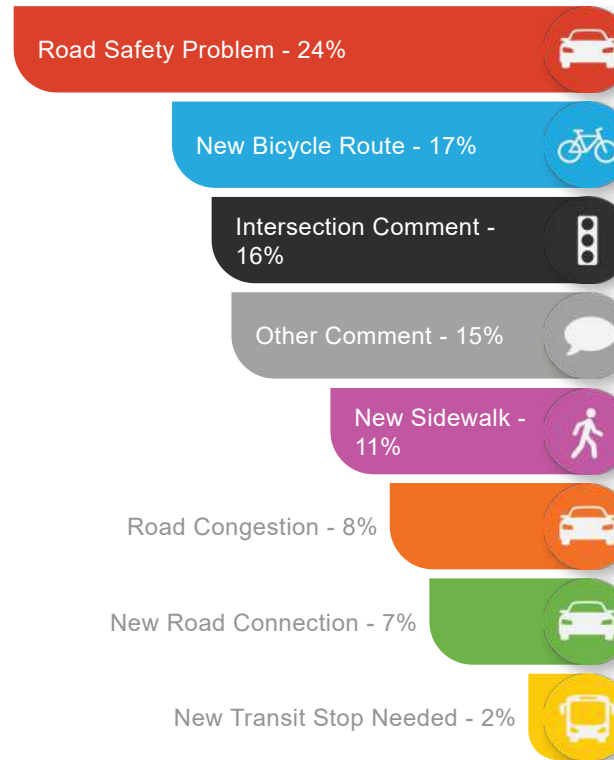 Road Safety Problem - 24%
New Bicycle Route - 17%
Intersection Comment -
16%
Other Comment - 15%
New Sidewalk -
11%
Road Congestion - 8%
New Road Connection - 7%
New Transit Stop Needed - 2%